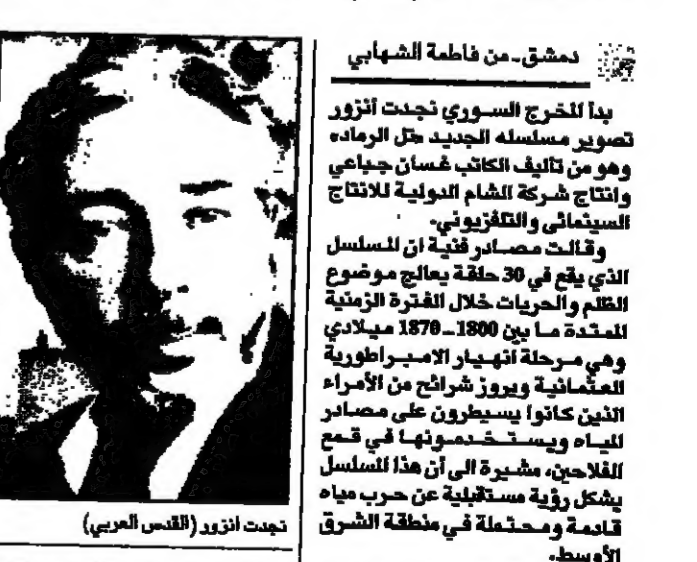 دمشق ـ من فاطمة الشهابي
بدأ المخرج السوري نجدت أنزور
تصوير مسلسله الجديد «تل الرماد»
وهو من تأليف الكاتب غسان جباعي
وانتاج شركة الشام الدولية للانتاج
السينمائي والتلفزيوني.
وقالت مصادر فنية ان المسلسل
الذي يقع في 30 حلقة يعالج موضوع
الظلم والحريات خلال الفترة الزمنية
الممتدة ما بين 1800 ـ 1870 ميلادي
وهي مرحلة انهيار الامبراطورية
العثمانية وبروز شرائح من الأمراء
الذين كانوا يسيطرون على مصادر
المياه ويستخدمونها في قمع
الفلاحين، مشيرة الى أن هذا المسلسل
يشكل رؤية مستقبلية عن حرب مياه
قادمة ومحتملة في منطقة الشرق
الأوسط.
نجدت انزور (القدس العربي)